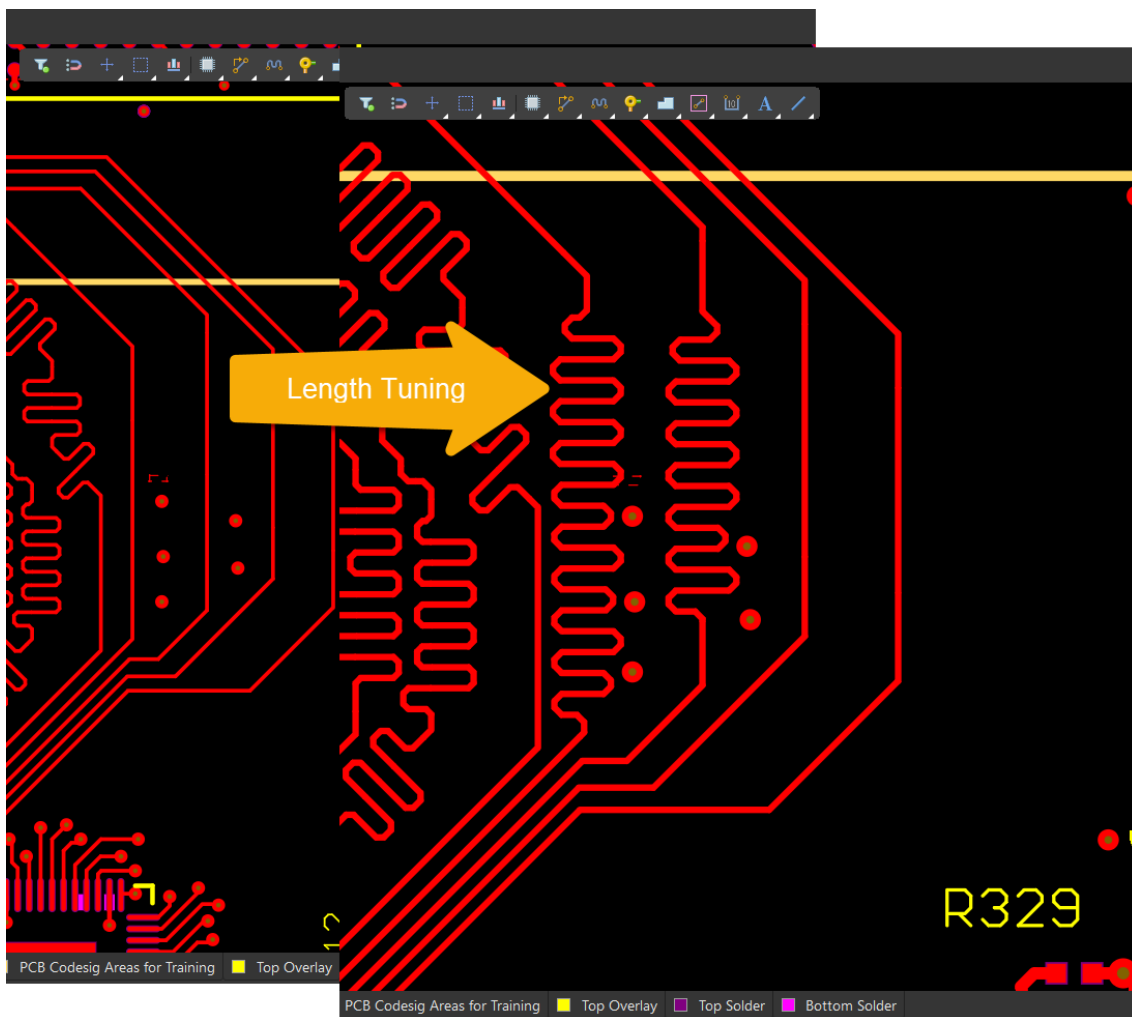 Length Tuning
R329
PCB Codesig Areas for Training
Top Overlay
PCB Codesig Areas for Training
Top Overlay
Top Solder
Bottom Solder